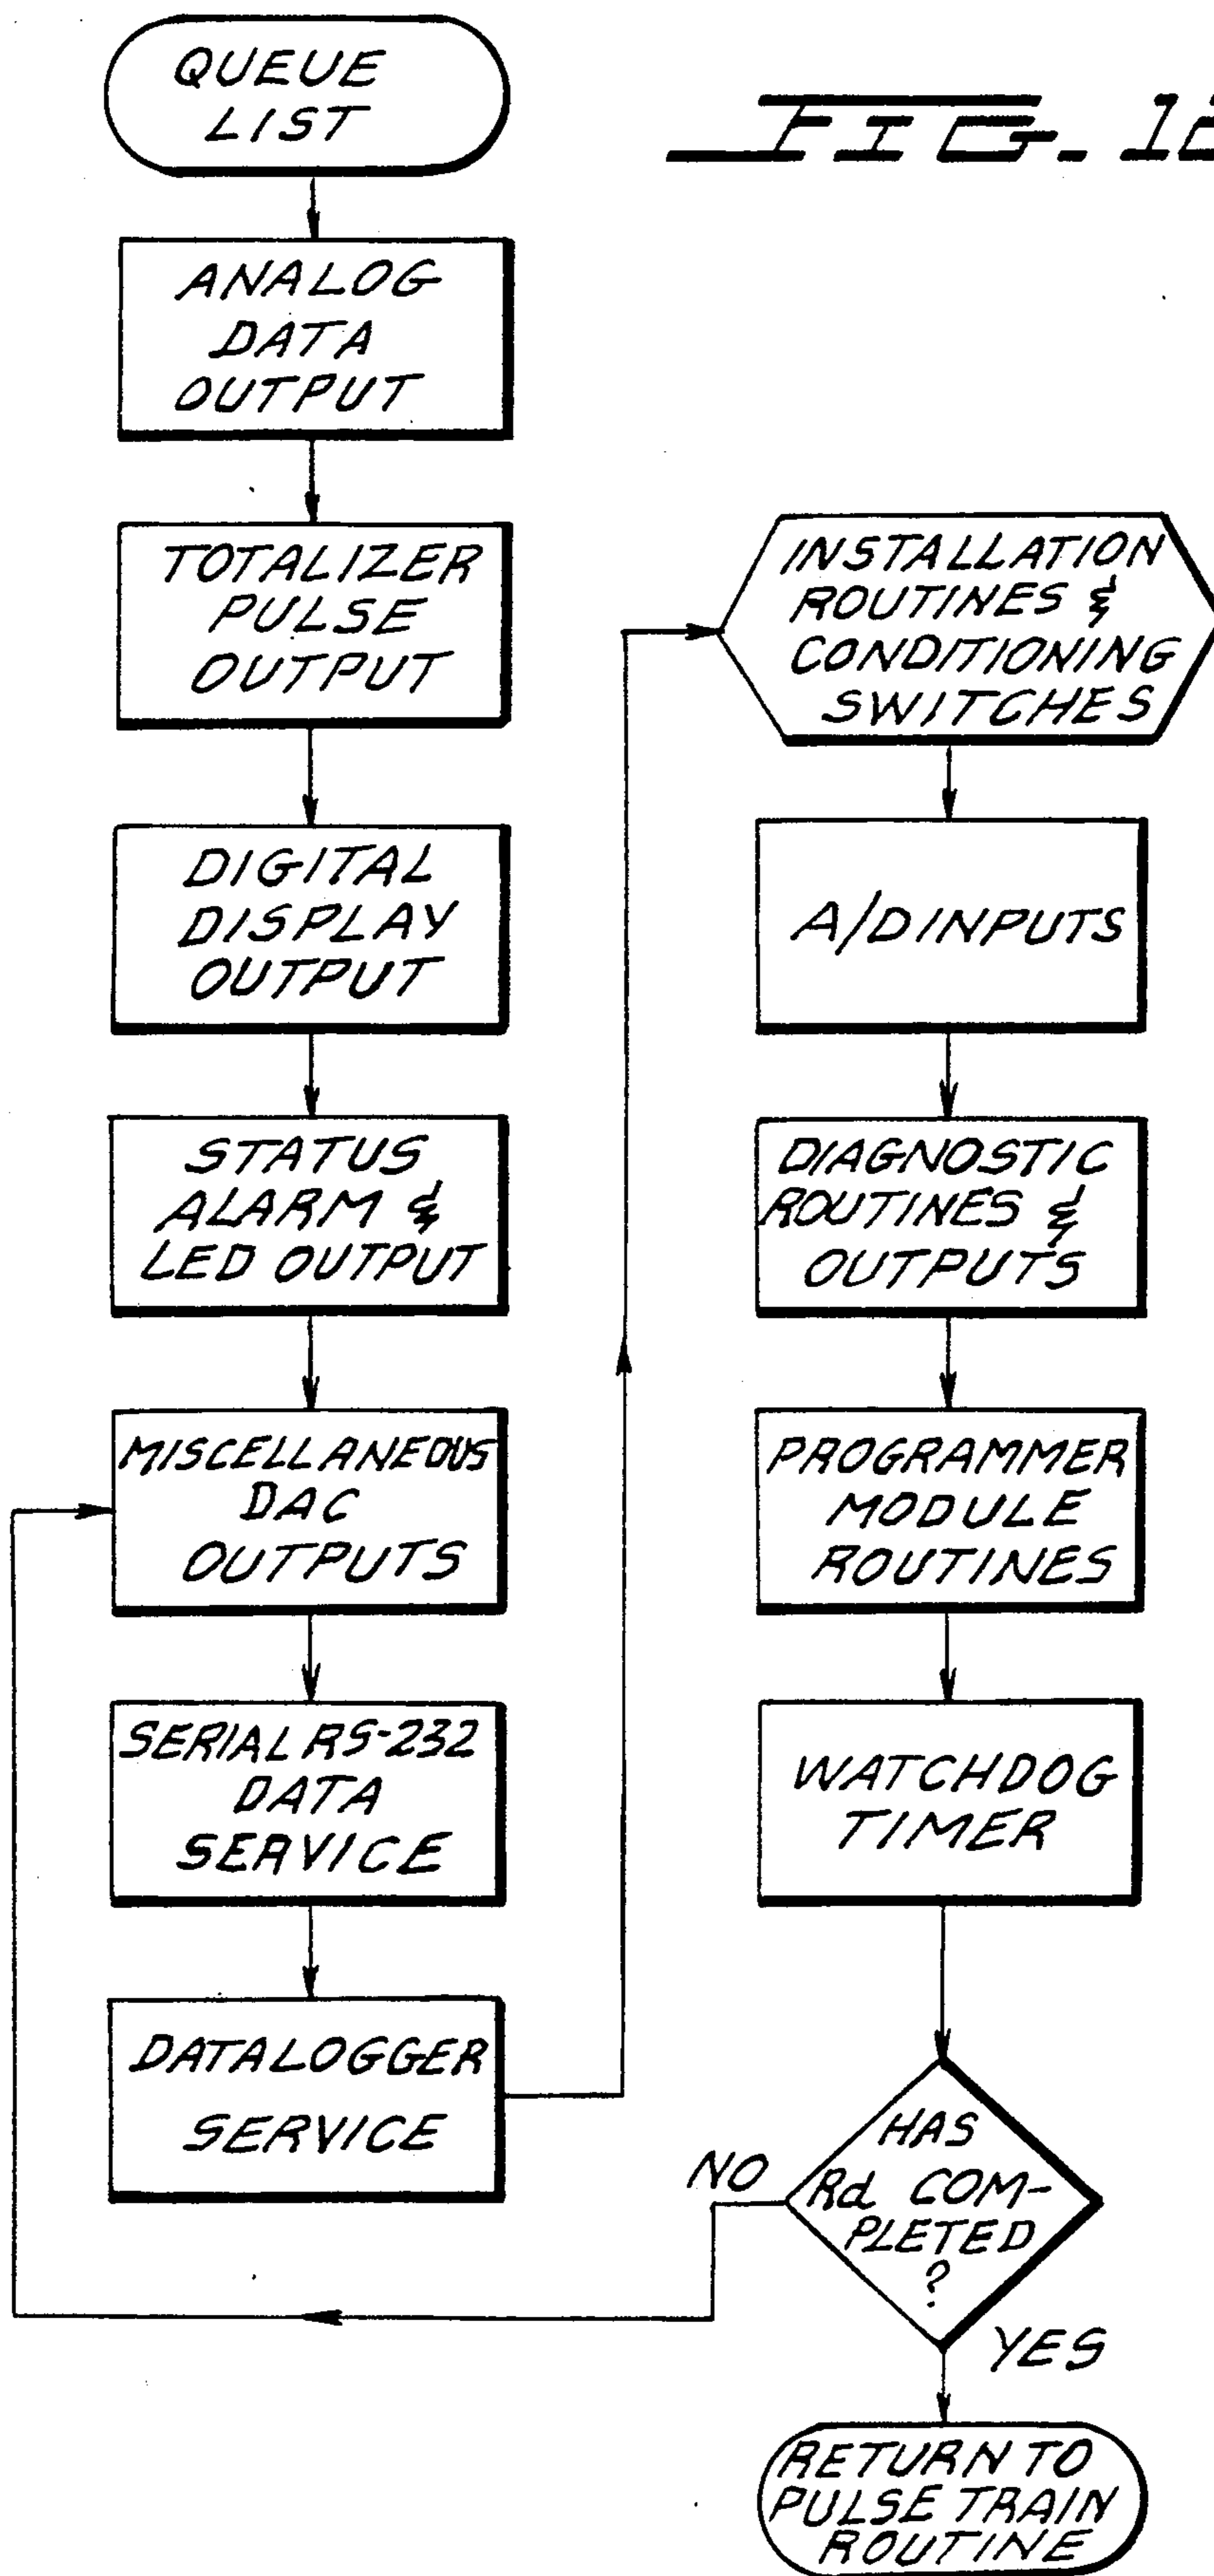 QUEUE
LIST
ANALOG
DATA
OUTPUT
TOTALIZER
PULSE
OUTPUT
DIGITAL
DISPLAY
OUTPUT
STATUS
ALARM &
LED OUTPUT
MISCELLANEOUS
DAC
OUTPUTS
SERIAL RS-232
DATA
SERVICE
DATALOGGER
SERVICE
FIG.
INSTALLATION
ROUTINES &
CONDITIONING
SWITCHES
A/D INPUTS
DIAGNOSTIC
ROUTINES &
OUTPUTS
PROGRAMMER
MODULE
ROUTINES
WATCHDOG
TIMER
HAS
Rd COM-
PLETED
?
NO
YES
RETURN TO
PULSE TRAIN
ROUTINE